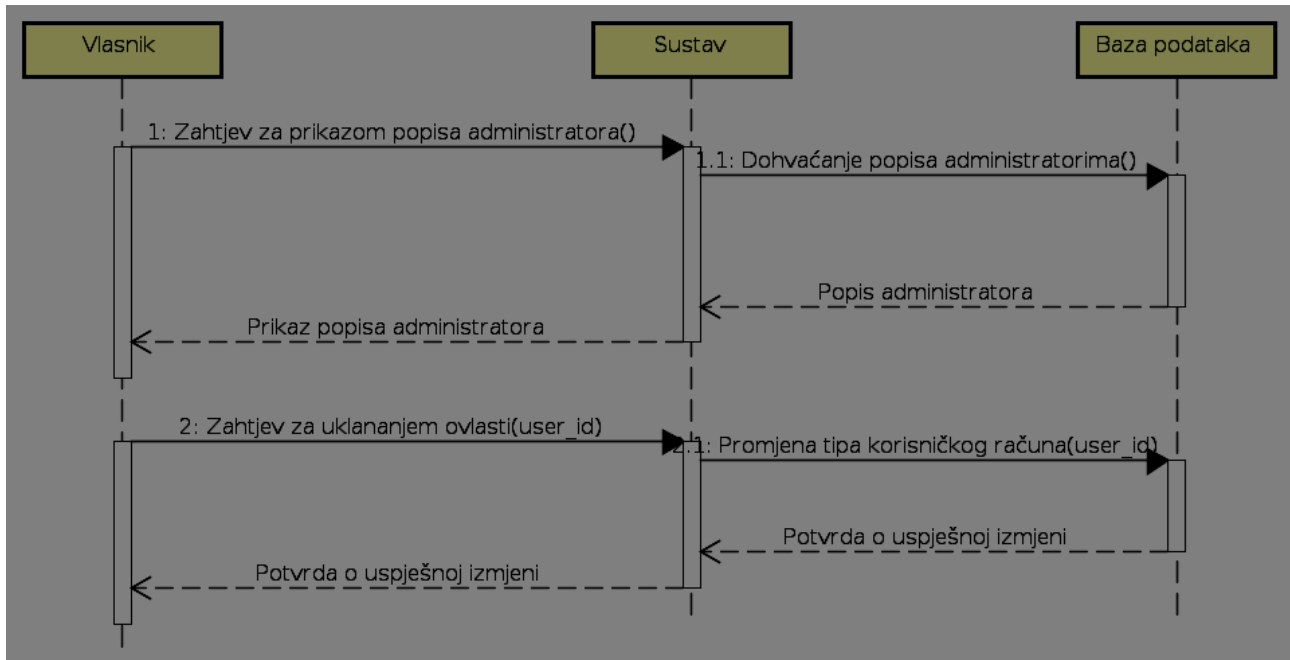 Vlasnik
Sustav
Baza podataka
1: Zahtjev za prikazom popisa administratora()
1.1: Dohvaćanje popisa administratorima()
Popis administratora
Prikaz popisa administratora
2: Zahtjev za uklananjem ovlasti(user_id)
2.1: Promjena tipa korisničkog računa(user_id)
Potvrda o uspješnoj izmjeni
Potvrda o uspješnoj izmjeni